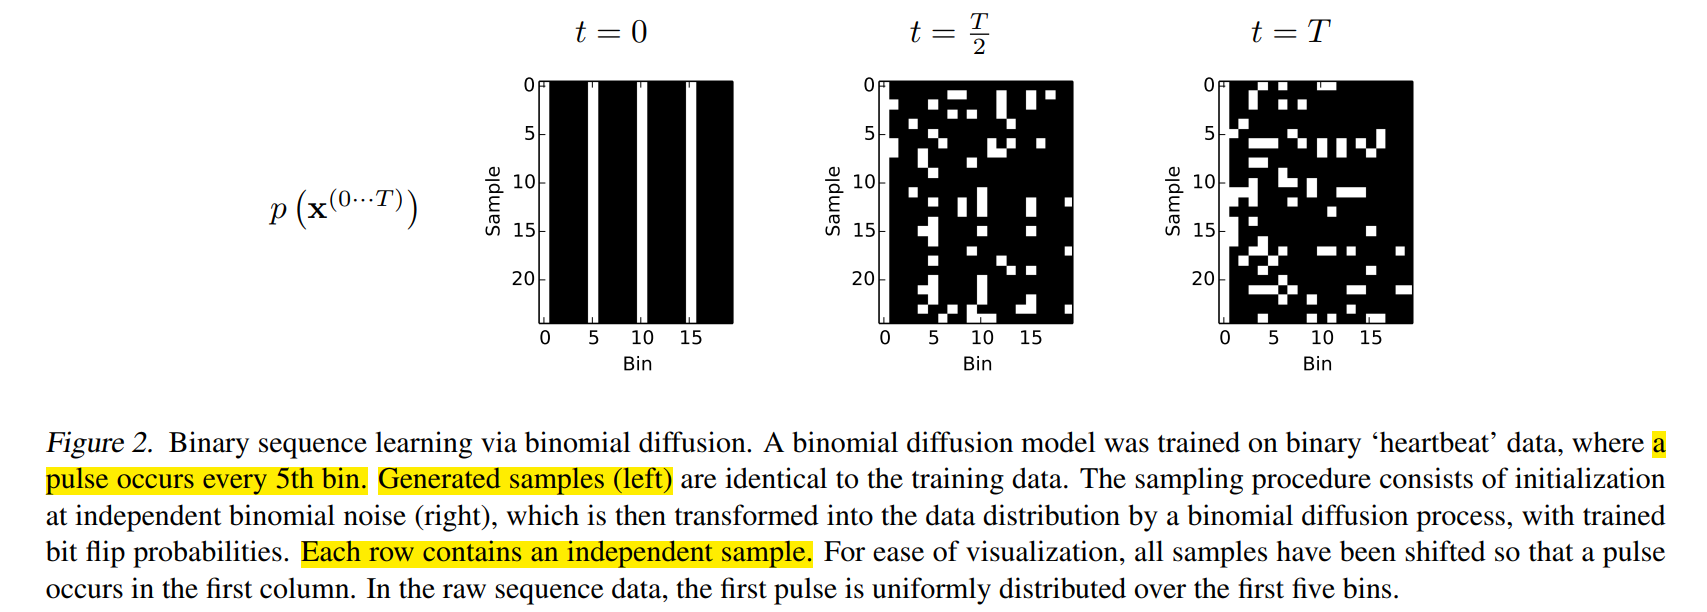 t = 0
t = T/2
t = T
p (x^(0···T))
0
5
10
15
20
Sample
0 5 10 15
Bin
0
5
10
15
20
Sample
0 5 10 15
Bin
0
5
10
15
20
Sample
0 5 10 15
Bin
Figure 2. Binary sequence learning via binomial diffusion. A binomial diffusion model was trained on binary ‘heartbeat’ data, where a
pulse occurs every 5th bin. Generated samples (left) are identical to the training data. The sampling procedure consists of initialization
at independent binomial noise (right), which is then transformed into the data distribution by a binomial diffusion process, with trained
bit flip probabilities. Each row contains an independent sample. For ease of visualization, all samples have been shifted so that a pulse
occurs in the first column. In the raw sequence data, the first pulse is uniformly distributed over the first five bins.